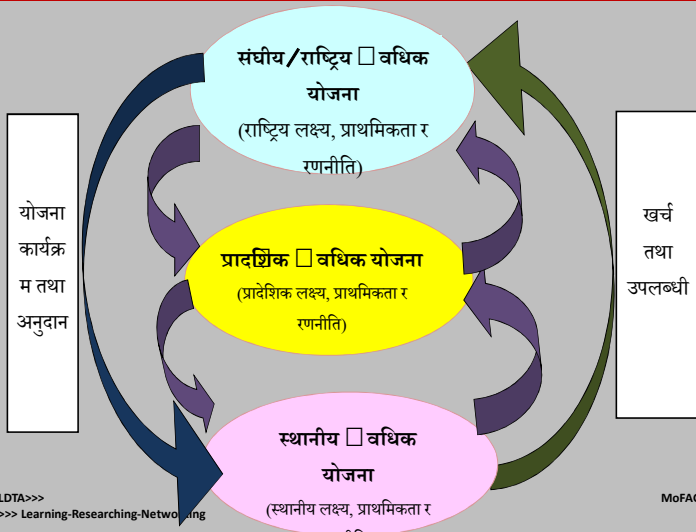 संघीय/राष्ट्रिय □ वधिक
योजना
(राष्ट्रिय लक्ष्य, प्राथमिकता र
रणनीति)
योजना
कार्यक्र
म तथा
अनुदान
खर्च
तथा
उपलब्धी
□ वधिक योजना
(प्रादेशिक लक्ष्य, प्राथमिकता र
रणनीति)
स्थानीय □ वधिक
योजना
(स्थानीय लक्ष्य, प्राथमिकता र
LDTA>>>
>>> Learning-Researching-Networking
MoFAG